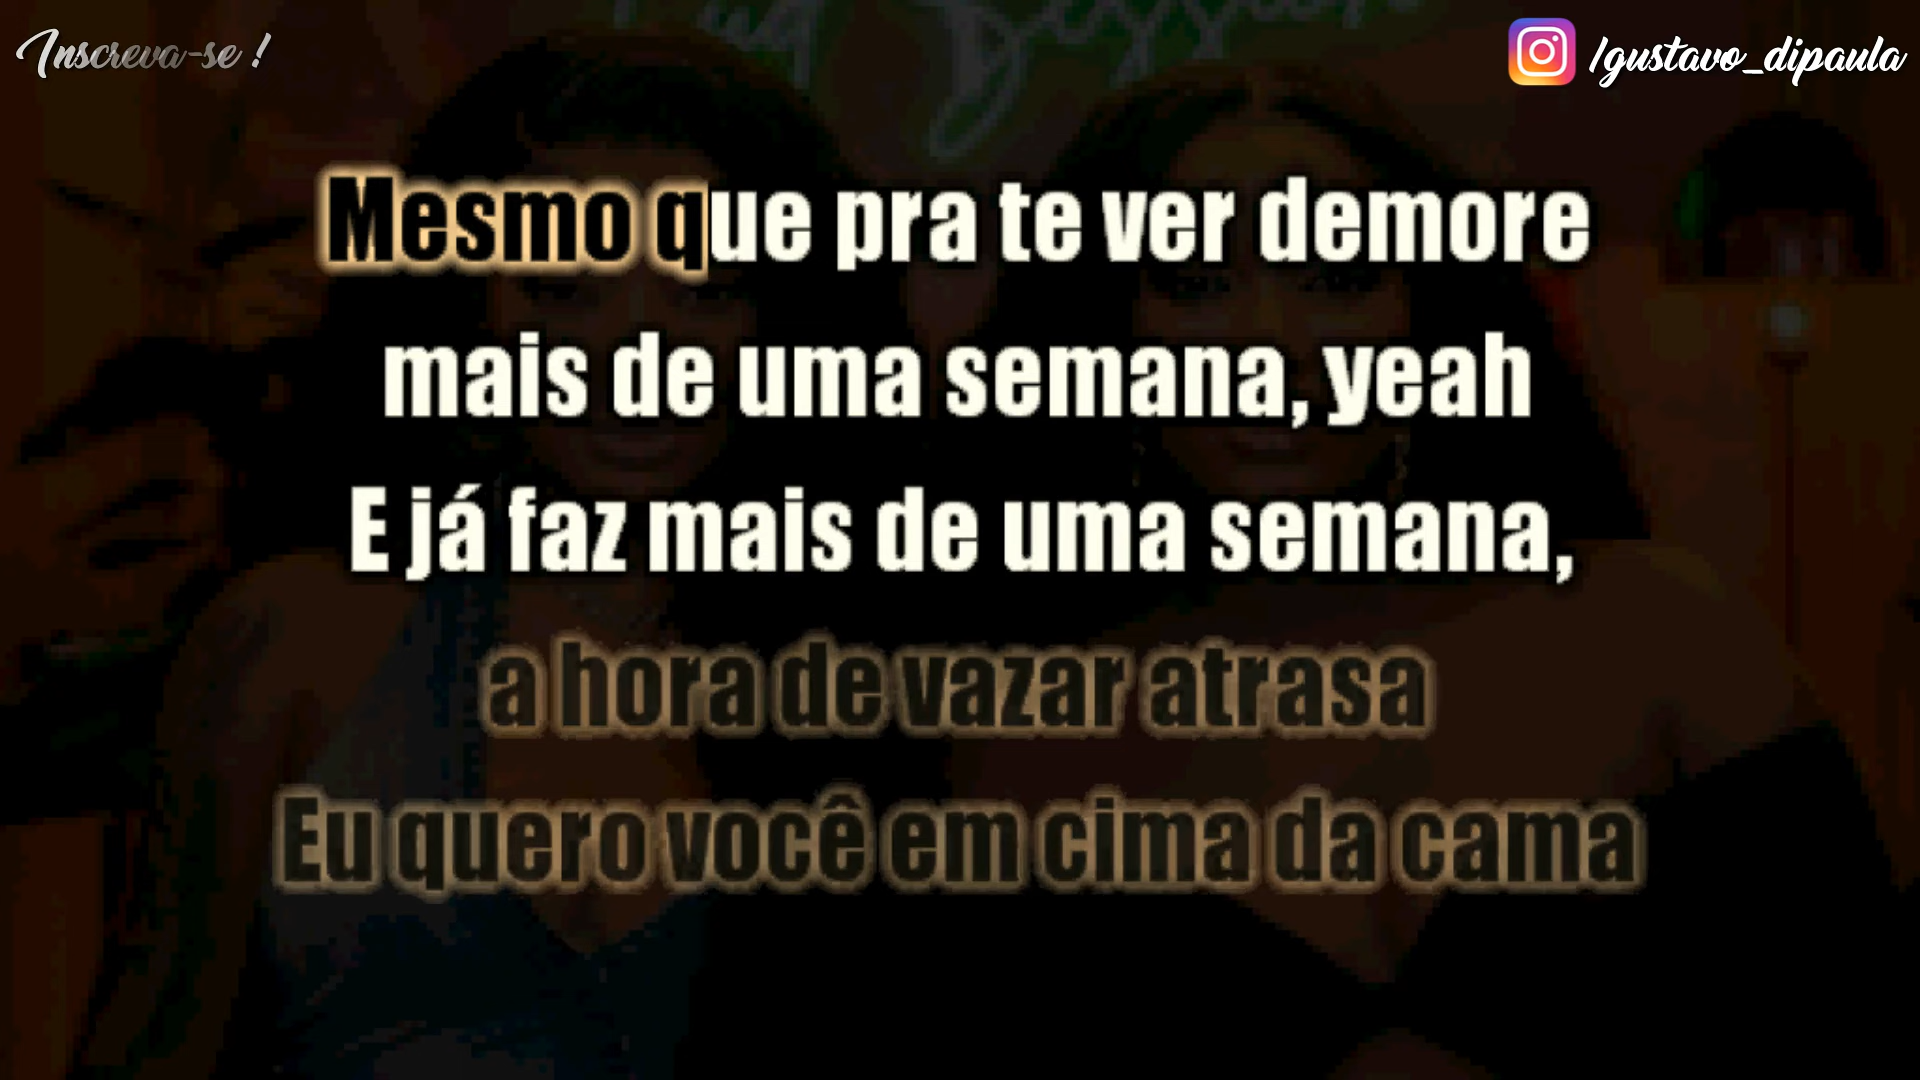 Inscreva-se !
/gustavo_dipaula
Mesmo que pra te ver demore
mais de uma semana, yeah
E já faz mais de uma semana,
a hora de vazar atrasa
Eu quero você em cima da cama